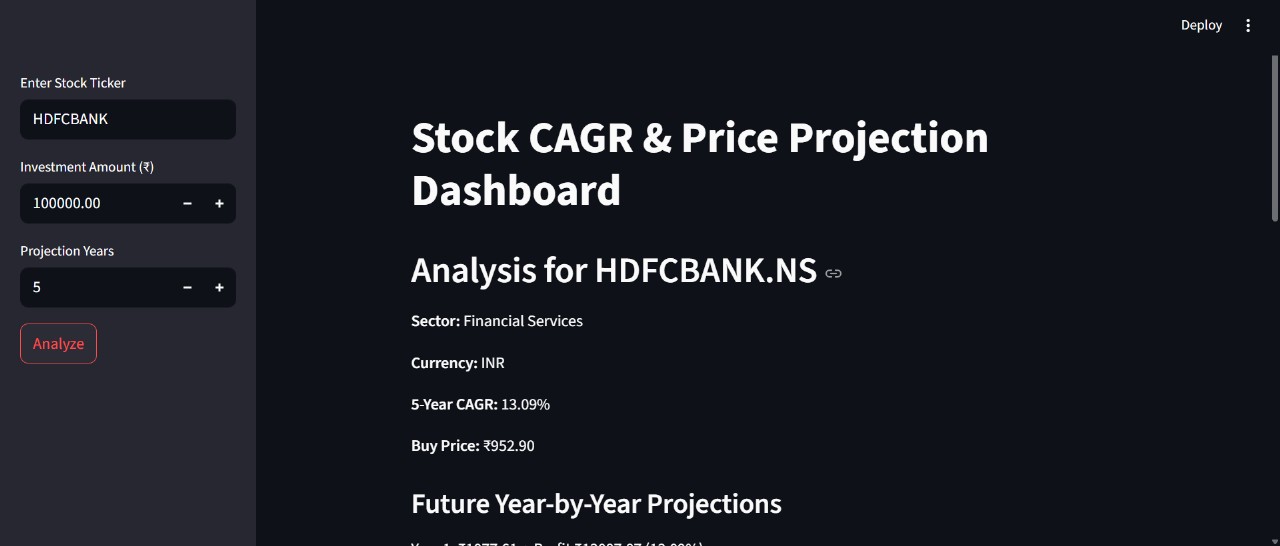 Deploy
Enter Stock Ticker
HDFCBANK
Investment Amount (₹)
100000.00
Projection Years
5
Analyze
Stock CAGR & Price Projection
Dashboard
Analysis for HDFCBANK.NS
Sector: Financial Services
Currency: INR
5-Year CAGR: 13.09%
Buy Price: ₹952.90
Future Year-by-Year Projections